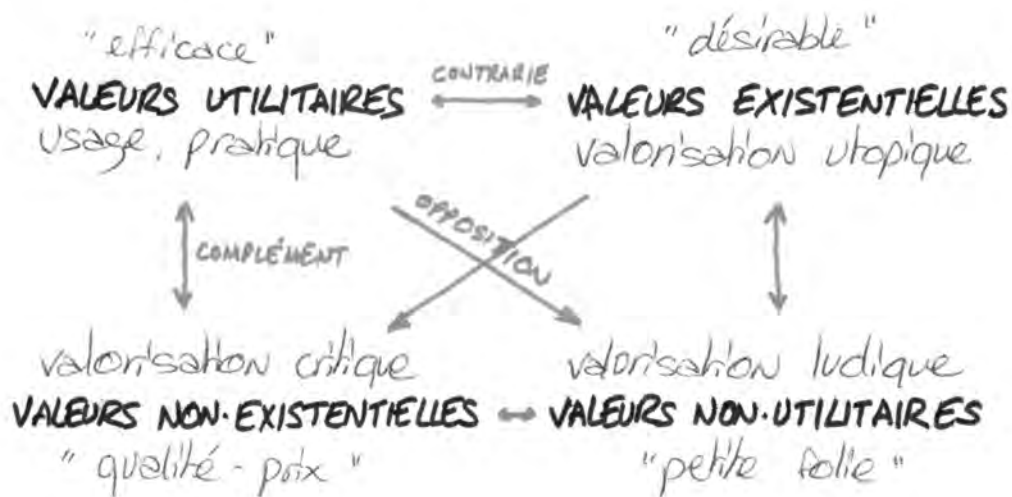 "efficace"
"désirable"
CONTRARIE
VALEURS UTILITAIRES
VALEURS EXISTENTIELLES
usage, pratique
valorisation utopique
OPPOSITION
COMPLÉMENT
valorisation critique
valorisation ludique
VALEURS NON.EXISTENTIELLES
VALEURS NON.UTILITAIRES
"qualité-prix"
"petite folie"